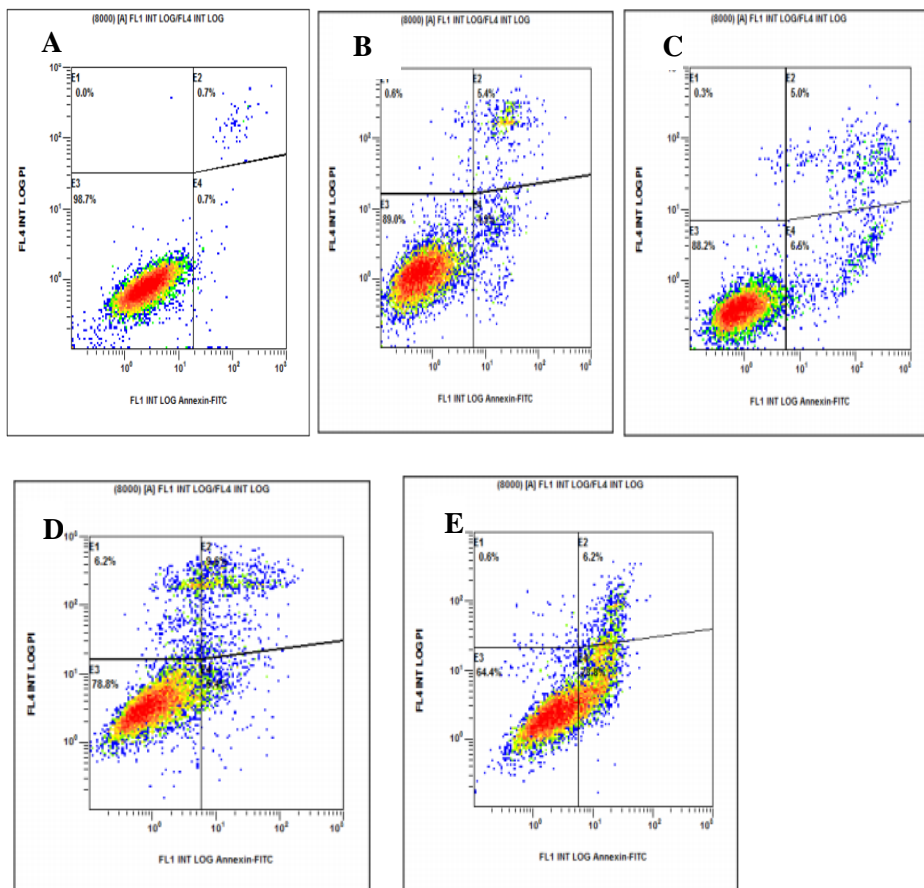 A
(8000) [A] FL1 INT LOG/FL4 INT LOG
E1
0.0%
E2
0.7%
E3
98.7%
E4
0.7%
FL4 INT LOG PI
FL1 INT LOG Annexin-FITC
B
(8000) [A] FL1 INT LOG/FL4 INT LOG
0.6%
E2
5.4%
E3
89.0%
FL4 INT LOG PI
FL1 INT LOG Annexin-FITC
C
(8000) [A] FL1 INT LOG/FL4 INT LOG
E1
0.3%
E2
5.0%
E3
88.2%
E4
6.6%
FL4 INT LOG PI
FL1 INT LOG Annexin-FITC
D
(8000) [A] FL1 INT LOG/FL4 INT LOG
E1
6.2%
E3
78.8%
FL4 INT LOG PI
FL1 INT LOG Annexin-FITC
E
(8000) [A] FL1 INT LOG/FL4 INT LOG
E1
0.6%
E2
6.2%
E3
64.4%
FL4 INT LOG PI
FL1 INT LOG Annexin-FITC